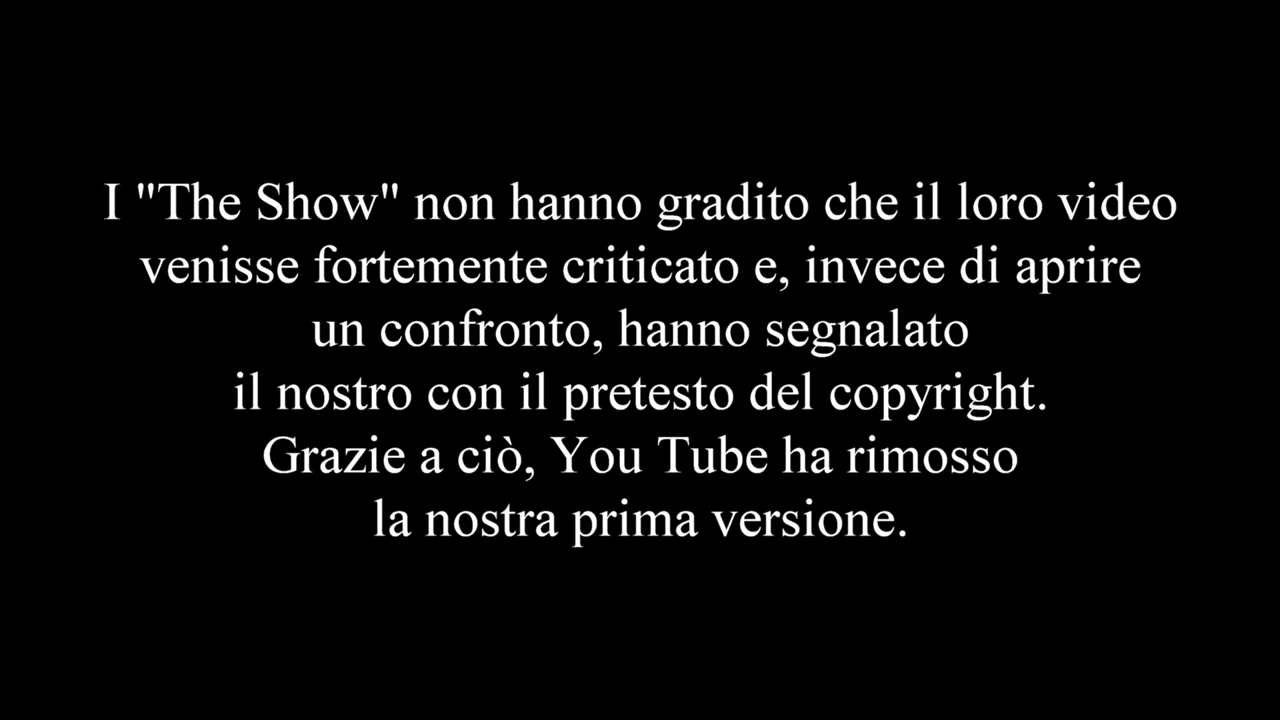 I "The Show" non hanno gradito che il loro video
venisse fortemente criticato e, invece di aprire
un confronto, hanno segnalato
il nostro con il pretesto del copyright.
Grazie a ciò, You Tube ha rimosso
la nostra prima versione.